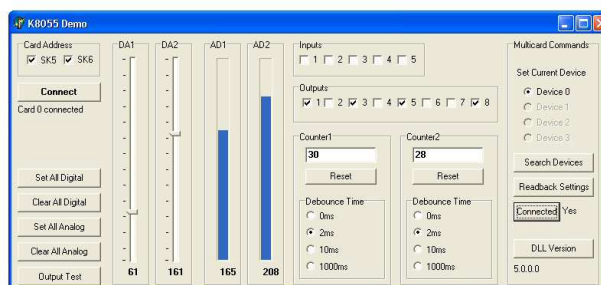 K8055 Demo
Card Address
SK5 SK6
Connect
Card 0 connected
Set All Digital
Clear All Digital
Set All Analog
Clear All Analog
Output Test
DA1
61
DA2
161
AD1
165
AD2
208
Inputs
1 2 3 4 5
Outputs
1 2 3 4 5 6 7 8
Counter1
30
Reset
Debounce Time
0ms
2ms
10ms
1000ms
Counter2
28
Reset
Debounce Time
0ms
2ms
10ms
1000ms
Multicard Commands
Set Current Device
Device 0
Device 1
Device 2
Device 3
Search Devices
Readback Settings
Connected Yes
DLL Version
5.0.0.0